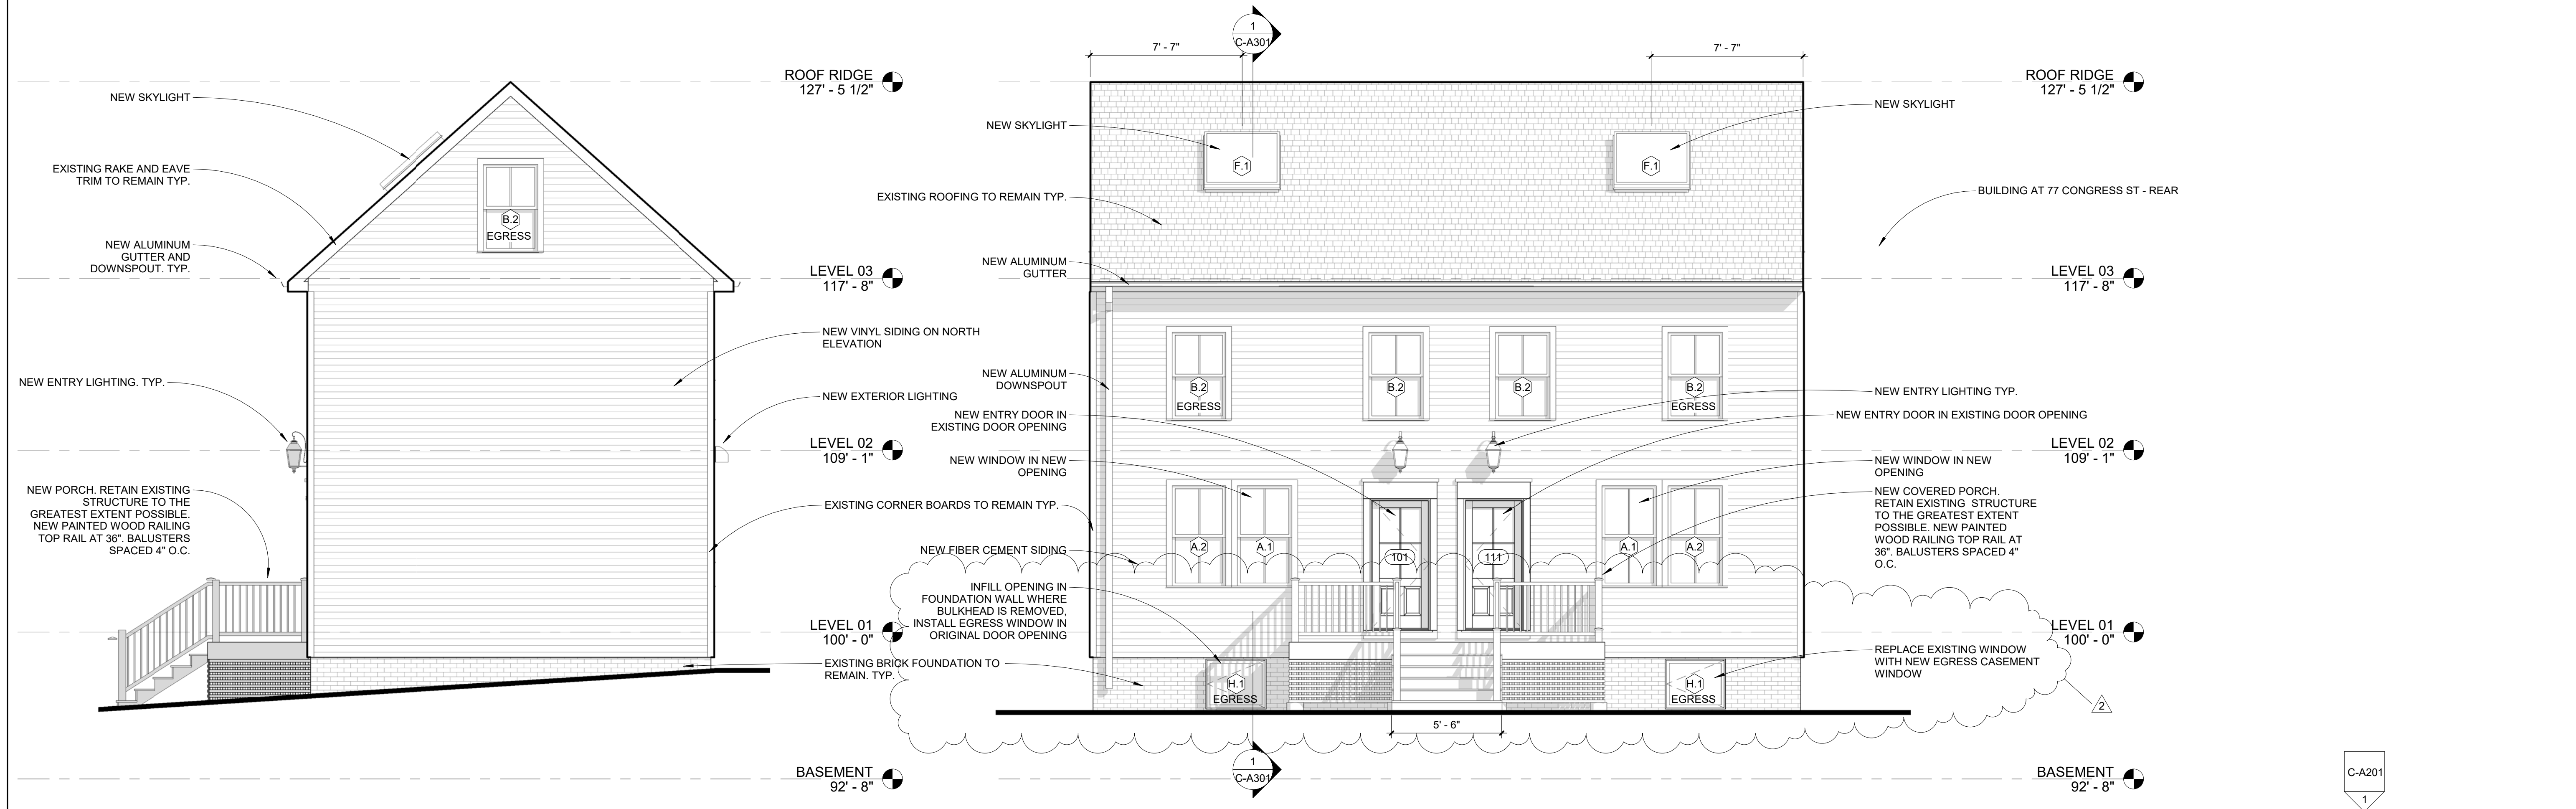 NEW SKYLIGHT
EXISTING RAKE AND EAVE
TRIM TO REMAIN TYP.
NEW ALUMINUM
GUTTER AND
DOWNSPOUT. TYP.
NEW ENTRY LIGHTING. TYP.
NEW PORCH. RETAIN EXISTING
STRUCTURE TO THE
GREATEST EXTENT POSSIBLE.
NEW PAINTED WOOD RAILING
TOP RAIL AT 36". BALUSTERS
SPACED 4" O.C.
B.2
EGRESS
ROOF RIDGE
127' - 5 1/2"
LEVEL 03
117' - 8"
NEW VINYL SIDING ON NORTH
ELEVATION
NEW EXTERIOR LIGHTING
LEVEL 02
109' - 1"
EXISTING CORNER BOARDS TO REMAIN TYP.
LEVEL 01
100' - 0"
EXISTING BRICK FOUNDATION TO
REMAIN. TYP.
BASEMENT
92' - 8"
1
C-A301
7' - 7"
7' - 7"
NEW SKYLIGHT
EXISTING ROOFING TO REMAIN TYP.
NEW ALUMINUM
GUTTER
NEW ALUMINUM
DOWNSPOUT
NEW ENTRY DOOR IN
EXISTING DOOR OPENING
NEW WINDOW IN NEW
OPENING
NEW FIBER CEMENT SIDING
INFILL OPENING IN
FOUNDATION WALL WHERE
BULKHEAD IS REMOVED,
INSTALL EGRESS WINDOW IN
ORIGINAL DOOR OPENING
F.1
F.1
B.2
EGRESS
B.2
B.2
B.2
EGRESS
A.2
A.1
101
111
A.1
A.2
H.1
EGRESS
H.1
EGRESS
5' - 6"
1
C-A301
ROOF RIDGE
127' - 5 1/2"
NEW SKYLIGHT
BUILDING AT 77 CONGRESS ST - REAR
LEVEL 03
117' - 8"
NEW ENTRY LIGHTING TYP.
NEW ENTRY DOOR IN EXISTING DOOR OPENING
LEVEL 02
109' - 1"
NEW WINDOW IN NEW
OPENING
NEW COVERED PORCH.
RETAIN EXISTING STRUCTURE
TO THE GREATEST EXTENT
POSSIBLE. NEW PAINTED
WOOD RAILING TOP RAIL AT
36". BALUSTERS SPACED 4"
O.C.
LEVEL 01
100' - 0"
REPLACE EXISTING WINDOW
WITH NEW EGRESS CASEMENT
WINDOW
2
BASEMENT
92' - 8"
C-A201
1